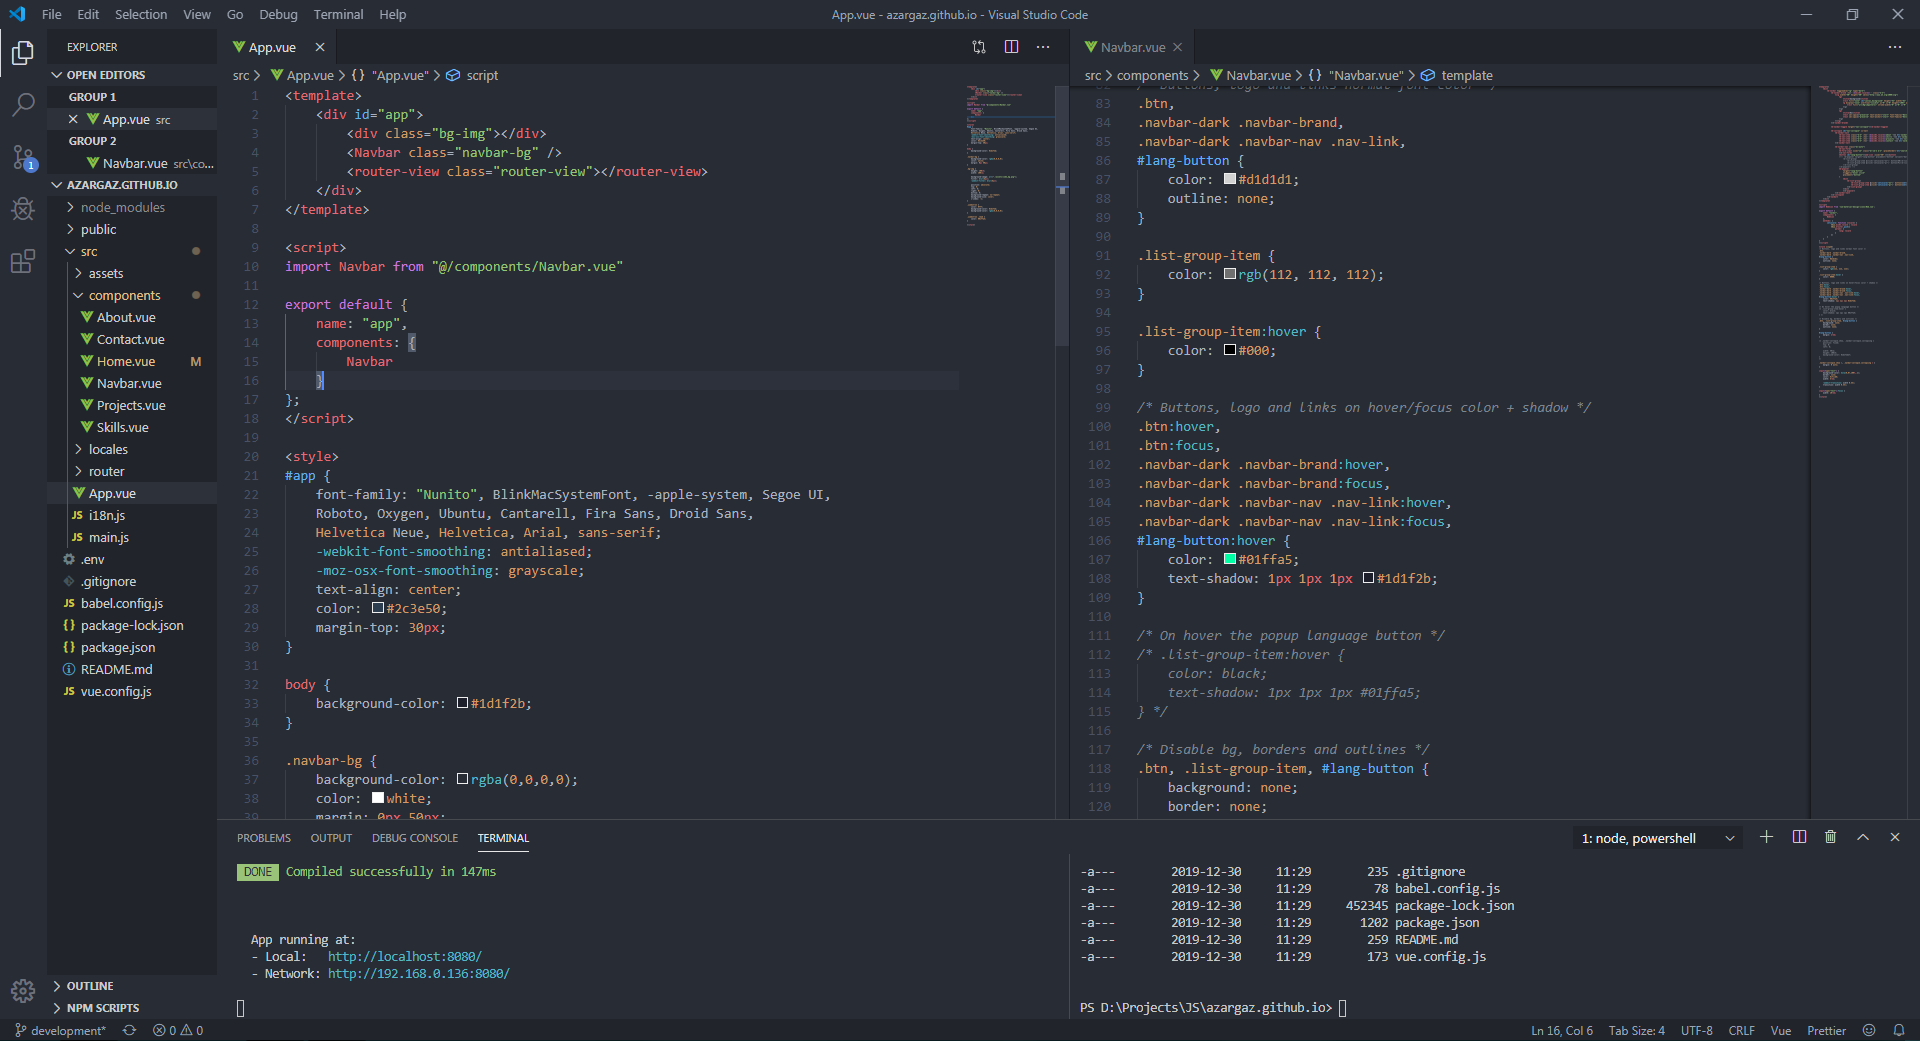 File Edit Selection View Go Debug Terminal Help
App.vue - azargaz.github.io - Visual Studio Code
EXPLORER
OPEN EDITORS
GROUP 1
App.vue src
GROUP 2
Navbar.vue src\co...
AZARGAZ.GITHUB.IO
node_modules
public
src
assets
components
About.vue
Contact.vue
Home.vue M
Navbar.vue
Projects.vue
Skills.vue
locales
router
App.vue
JS i18n.js
JS main.js
.env
.gitignore
JS babel.config.js
{} package-lock.json
{} package.json
README.md
JS vue.config.js
OUTLINE
NPM SCRIPTS
1
App.vue
src > App.vue > {} "App.vue" > script
1 <template>
2 <div id="app">
3 <div class="bg-img"></div>
4 <Navbar class="navbar-bg" />
5 <router-view class="router-view"></router-view>
6 </div>
7 </template>
8
9 <script>
10 import Navbar from "@/components/Navbar.vue"
11
12 export default {
13 name: "app",
14 components: {
15 Navbar
16 }
17 };
18 </script>
19
20 <style>
21 #app {
22 font-family: "Nunito", BlinkMacSystemFont, -apple-system, Segoe UI,
23 Roboto, Oxygen, Ubuntu, Cantarell, Fira Sans, Droid Sans,
24 Helvetica Neue, Helvetica, Arial, sans-serif;
25 -webkit-font-smoothing: antialiased;
26 -moz-osx-font-smoothing: grayscale;
27 text-align: center;
28 color: #2c3e50;
29 margin-top: 30px;
30 }
31
32 body {
33 background-color: #1d1f2b;
34 }
35
36 .navbar-bg {
37 background-color: rgba(0,0,0,0);
38 color: white;
39 margin: 0px 50px;
Navbar.vue
src > components > Navbar.vue > {} "Navbar.vue" > template
82 /* Buttons, logo and links normal font color */
83 .btn,
84 .navbar-dark .navbar-brand,
85 .navbar-dark .navbar-nav .nav-link,
86 #lang-button {
87 color: #d1d1d1;
88 outline: none;
89 }
90
91 .list-group-item {
92 color: rgb(112, 112, 112);
93 }
94
95 .list-group-item:hover {
96 color: #000;
97 }
98
99 /* Buttons, logo and links on hover/focus color + shadow */
100 .btn:hover,
101 .btn:focus,
102 .navbar-dark .navbar-brand:hover,
103 .navbar-dark .navbar-brand:focus,
104 .navbar-dark .navbar-nav .nav-link:hover,
105 .navbar-dark .navbar-nav .nav-link:focus,
106 #lang-button:hover {
107 color: #01ffa5;
108 text-shadow: 1px 1px 1px #1d1f2b;
109 }
110
111 /* On hover the popup language button */
112 /* .list-group-item:hover {
113 color: black;
114 text-shadow: 1px 1px 1px #01ffa5;
115 } */
116
117 /* Disable bg, borders and outlines */
118 .btn, .list-group-item, #lang-button {
119 background: none;
120 border: none;
PROBLEMS OUTPUT DEBUG CONSOLE TERMINAL
1: node, powershell
DONE Compiled successfully in 147ms
App running at:
- Local: http://localhost:8080/
- Network: http://192.168.0.136:8080/
-a--- 2019-12-30 11:29 235 .gitignore
-a--- 2019-12-30 11:29 78 babel.config.js
-a--- 2019-12-30 11:29 452345 package-lock.json
-a--- 2019-12-30 11:29 1202 package.json
-a--- 2019-12-30 11:29 259 README.md
-a--- 2019-12-30 11:29 173 vue.config.js
PS D:\Projects\JS\azargaz.github.io>
development* 0 0
Ln 16, Col 6 Tab Size: 4 UTF-8 CRLF Vue Prettier